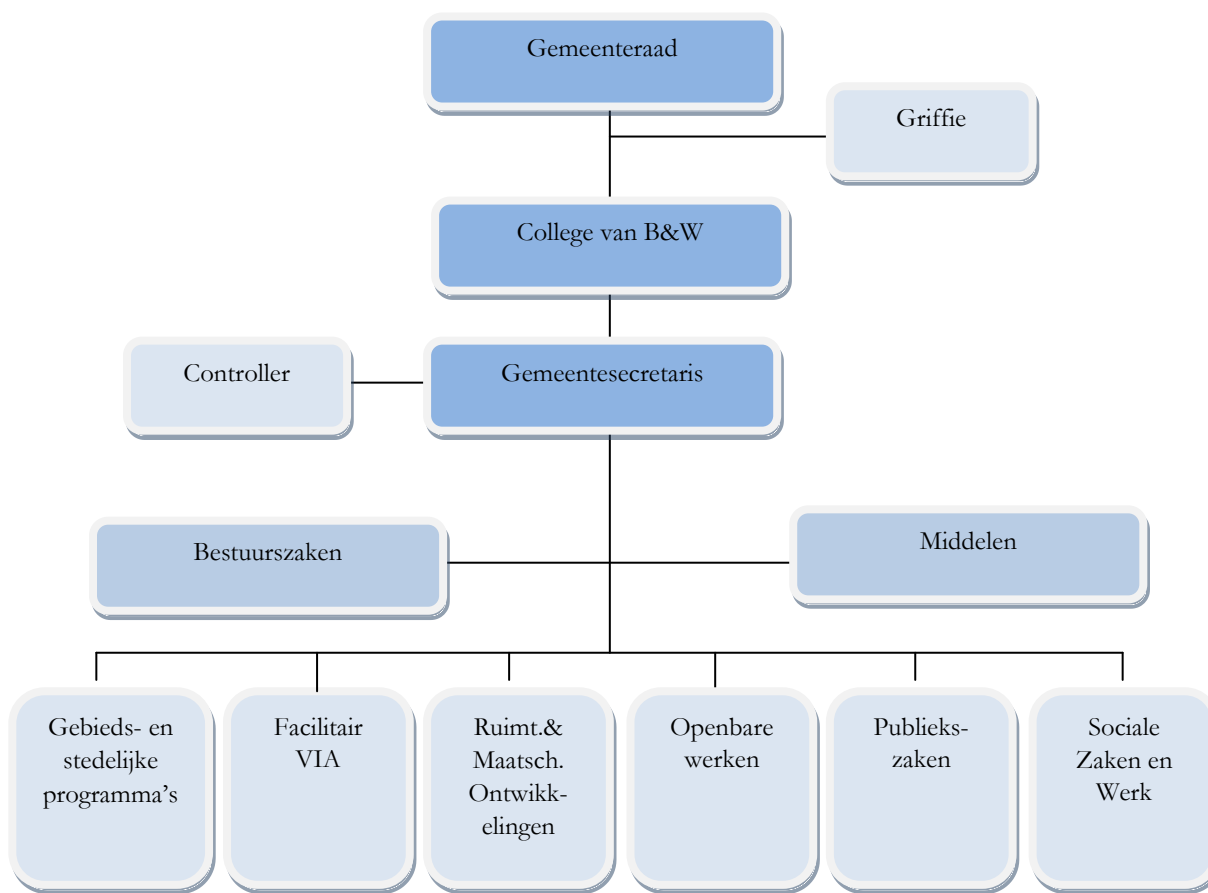 Gemeenteraad
Griffie
College van B&W
Controller
Gemeentesecretaris
Bestuurszaken
Middelen
Gebieds- en
stedelijke
programma's
Facilitair
VIA
Ruimt.&
Maatsch.
Ontwikk-
elingen
Openbare
werken
Publieks-
zaken
Sociale
Zaken en
Werk